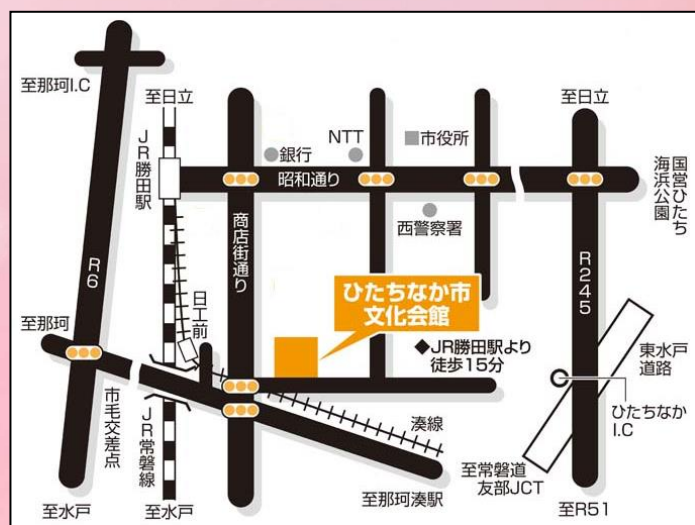 至那珂I.C
至日立
JR勝田駅
銀行
NTT
市役所
至日立
昭和通り
国営ひたち
海浜公園
西警察署
商店街通り
R6
R245
日工前
ひたちなか市
文化会館
至那珂
◆JR勝田駅より
徒歩15分
東水戸
道路
ひたちなか
I.C
市毛交差点
JR常磐線
湊線
至水戸
至水戸
至那珂湊駅
至常磐道
友部JCT
至R51